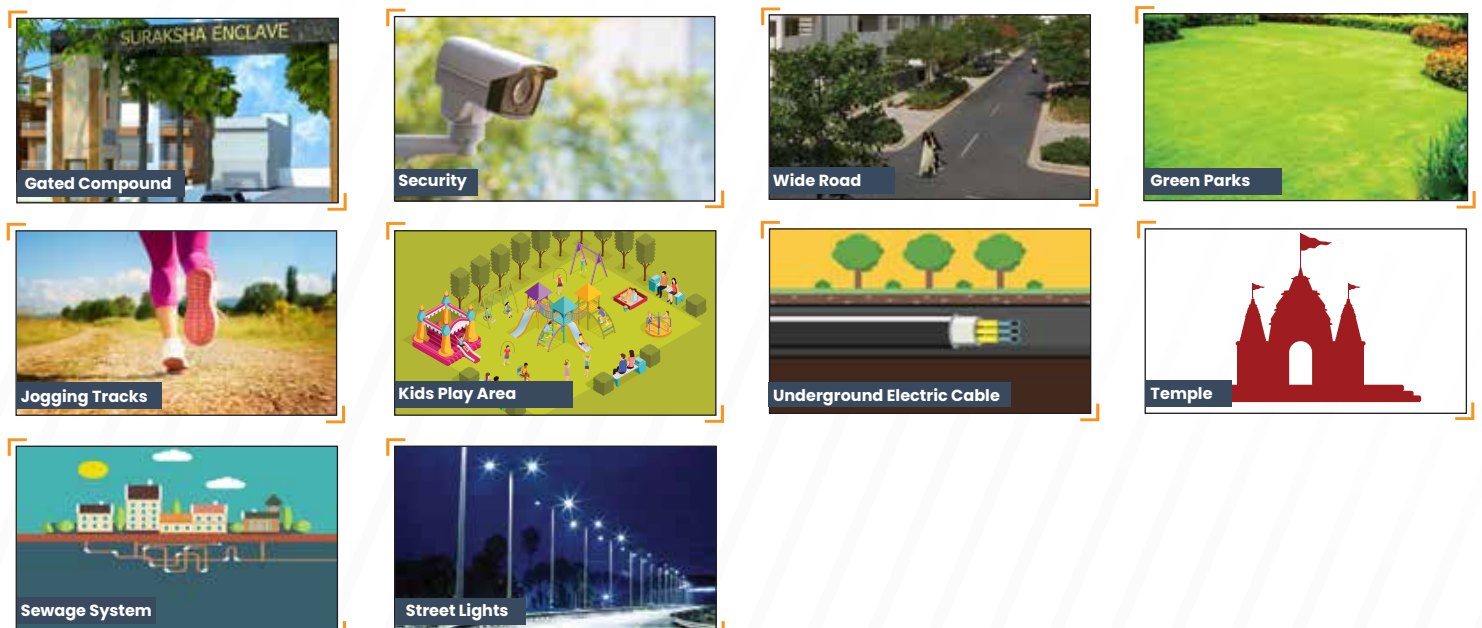 SURAKSHA ENCLAVE
Gated Compound
Security
Wide Road
Green Parks
Jogging Tracks
Kids Play Area
Underground Electric Cable
Temple
Sewage System
Street Lights